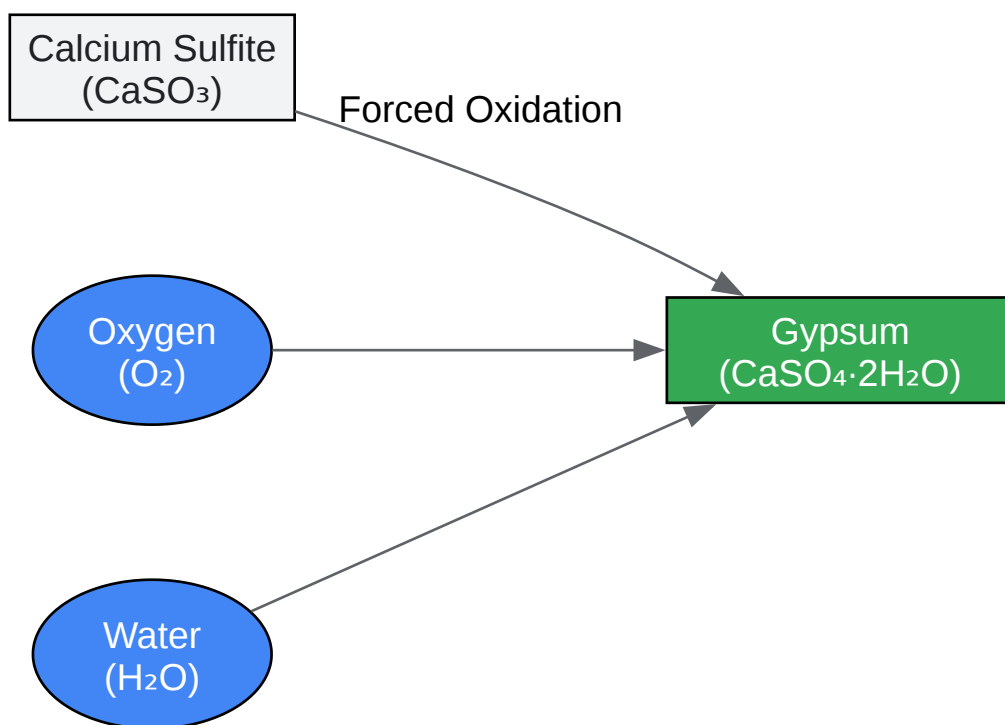 Calcium Sulfite
(CaSO₃)
Forced Oxidation
Oxygen
(O₂)
Gypsum
(CaSO₄·2H₂O)
Water
(H₂O)